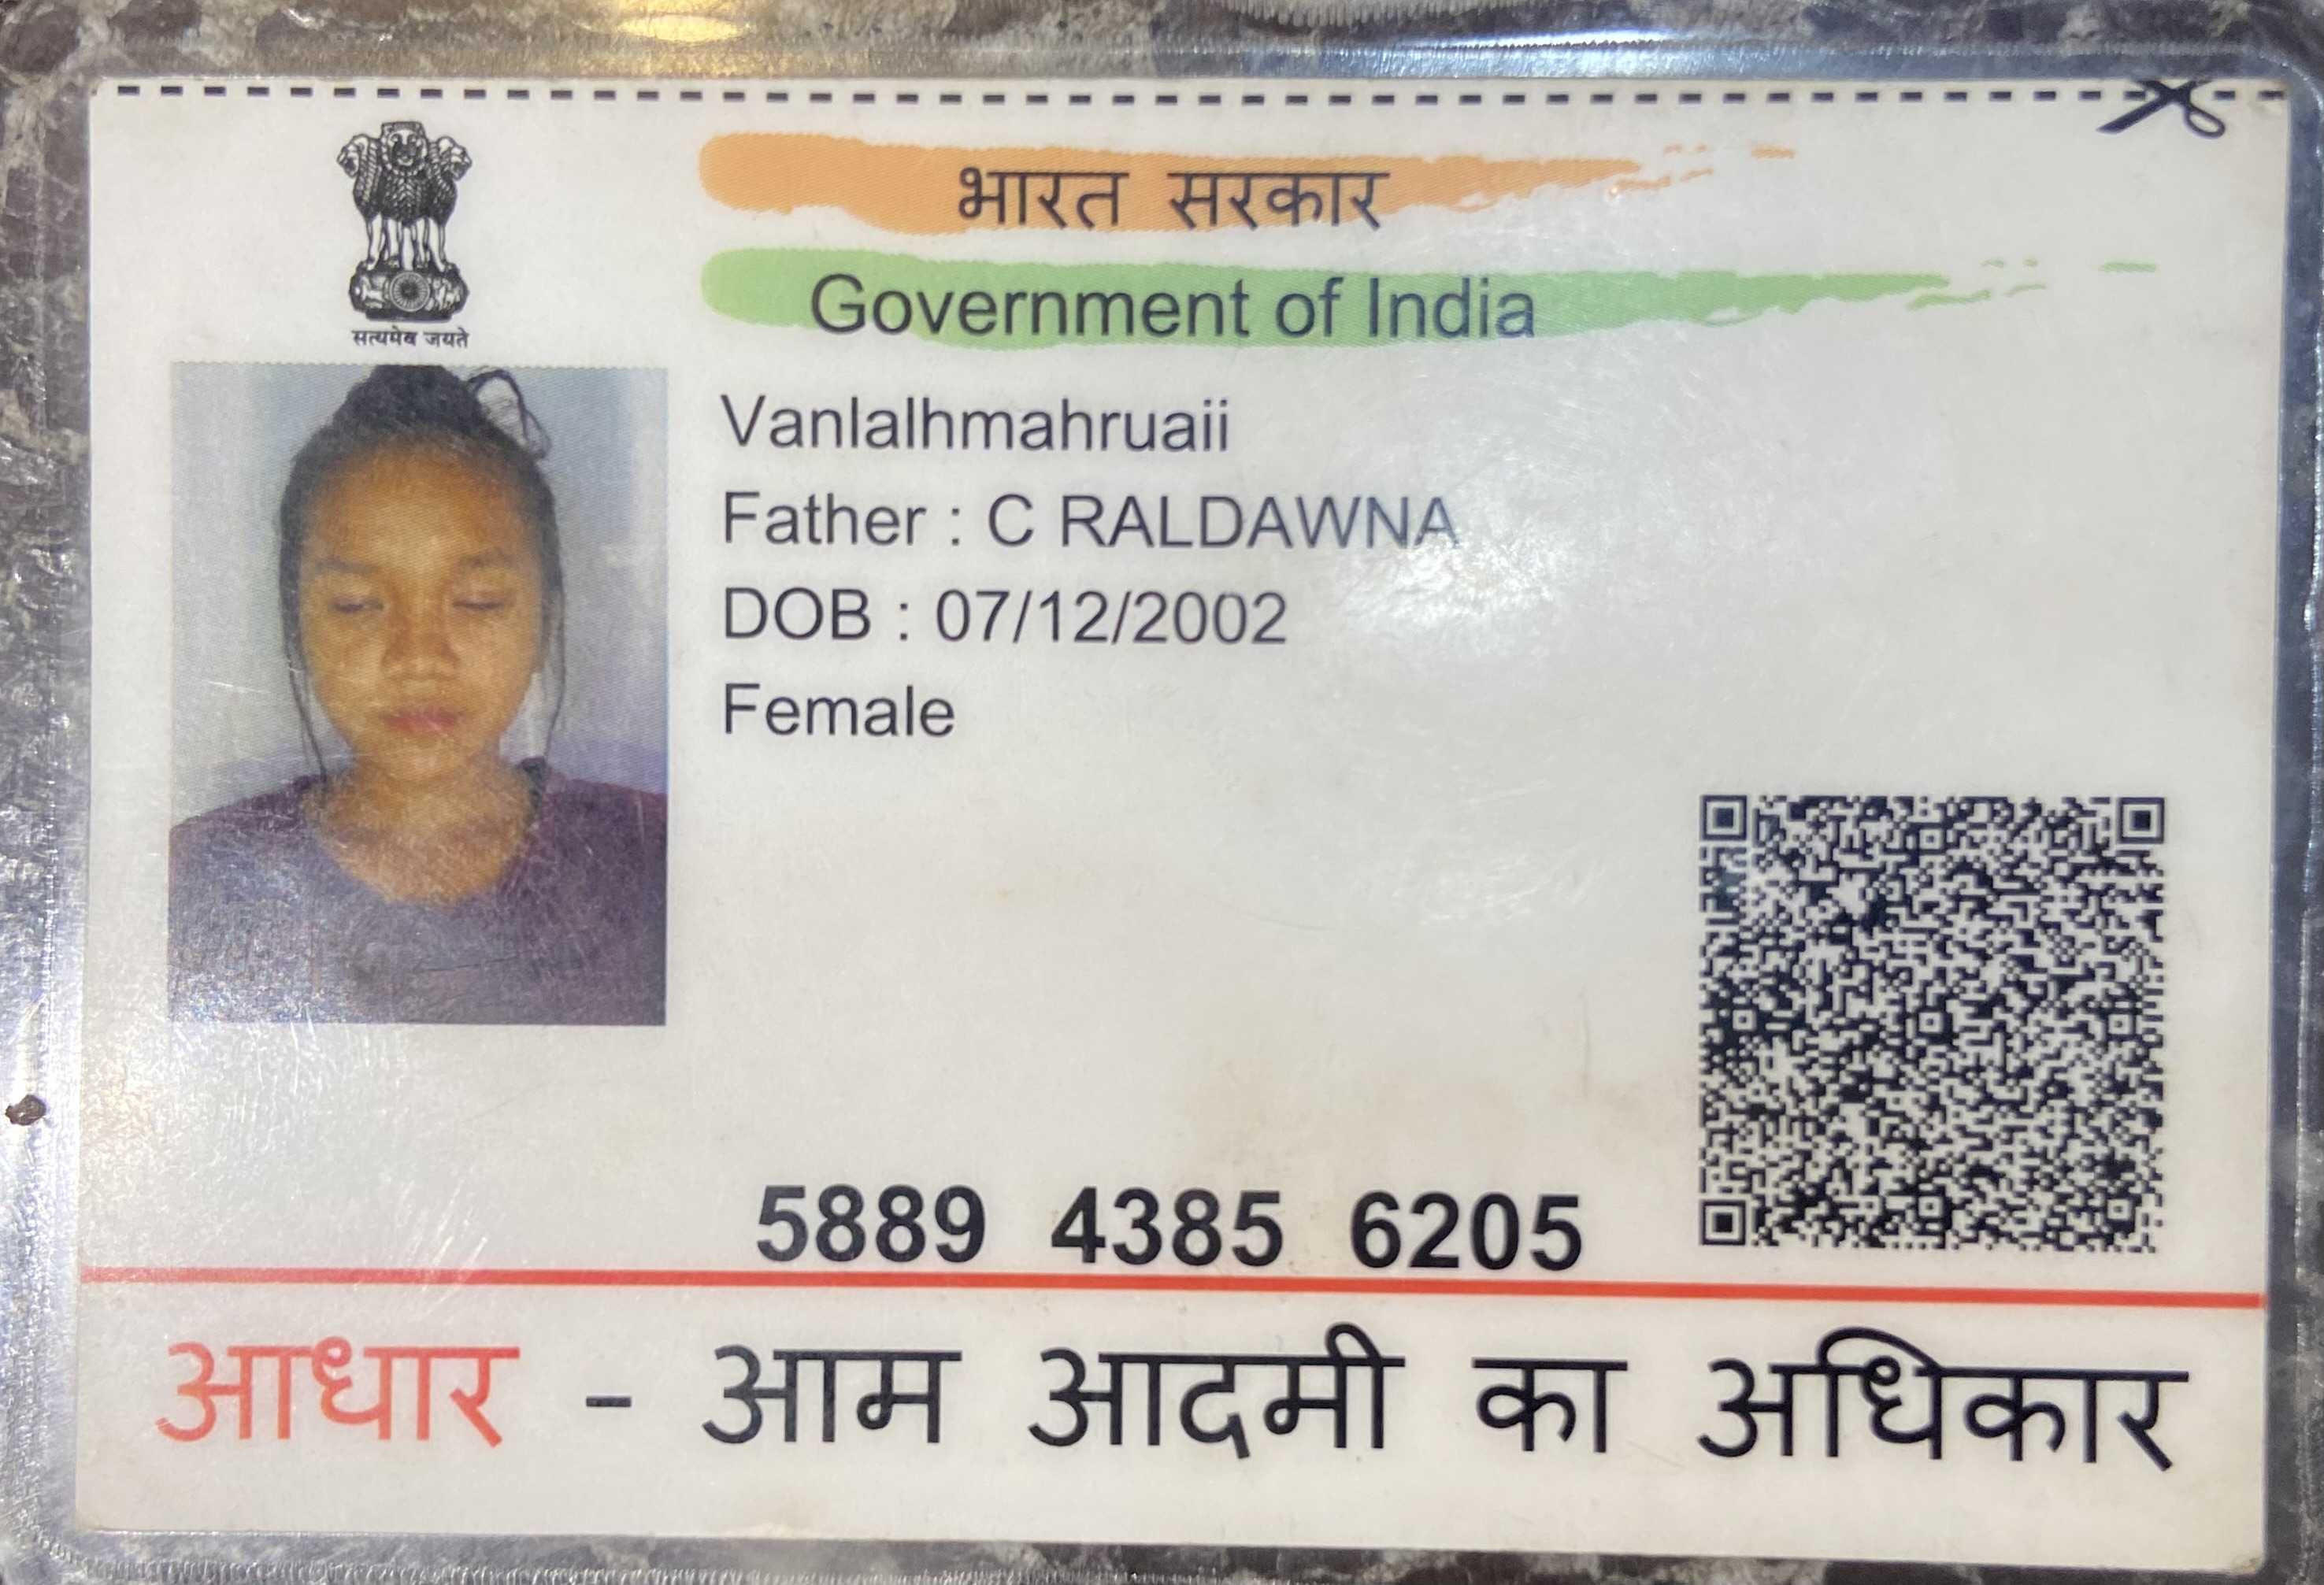 सत्यमेव जयते
भारत सरकार
Government of India
Vanlalhmahruaii
Father : C RALDAWNA
DOB : 07/12/2002
Female
5889 4385 6205
आधार - आम आदमी का अधिकार